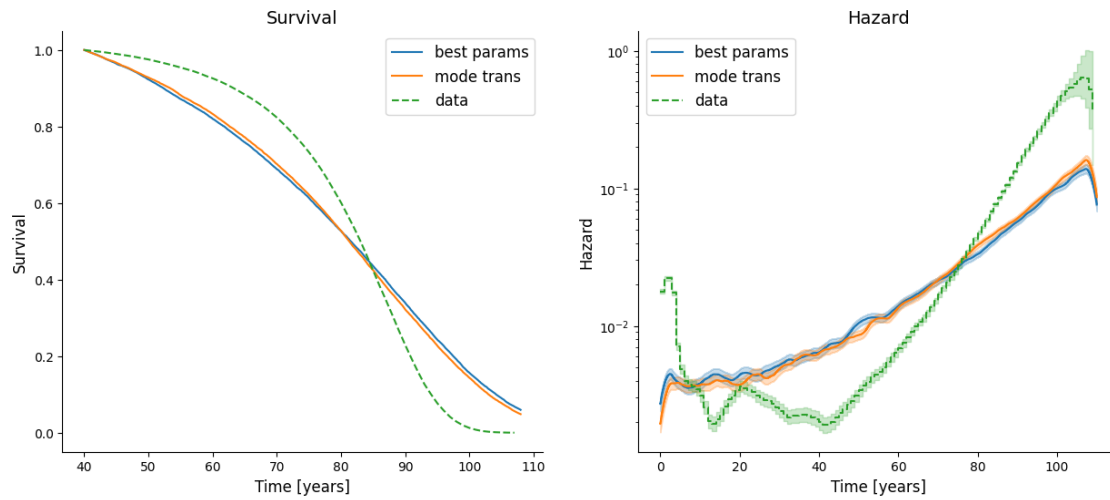 Survival
best params
mode trans
data
1.0
0.8
0.6
0.4
0.2
0.0
Survival
40 50 60 70 80 90 100 110
Time [years]
Hazard
best params
mode trans
data
10⁰
10⁻¹
10⁻²
Hazard
0 20 40 60 80 100
Time [years]